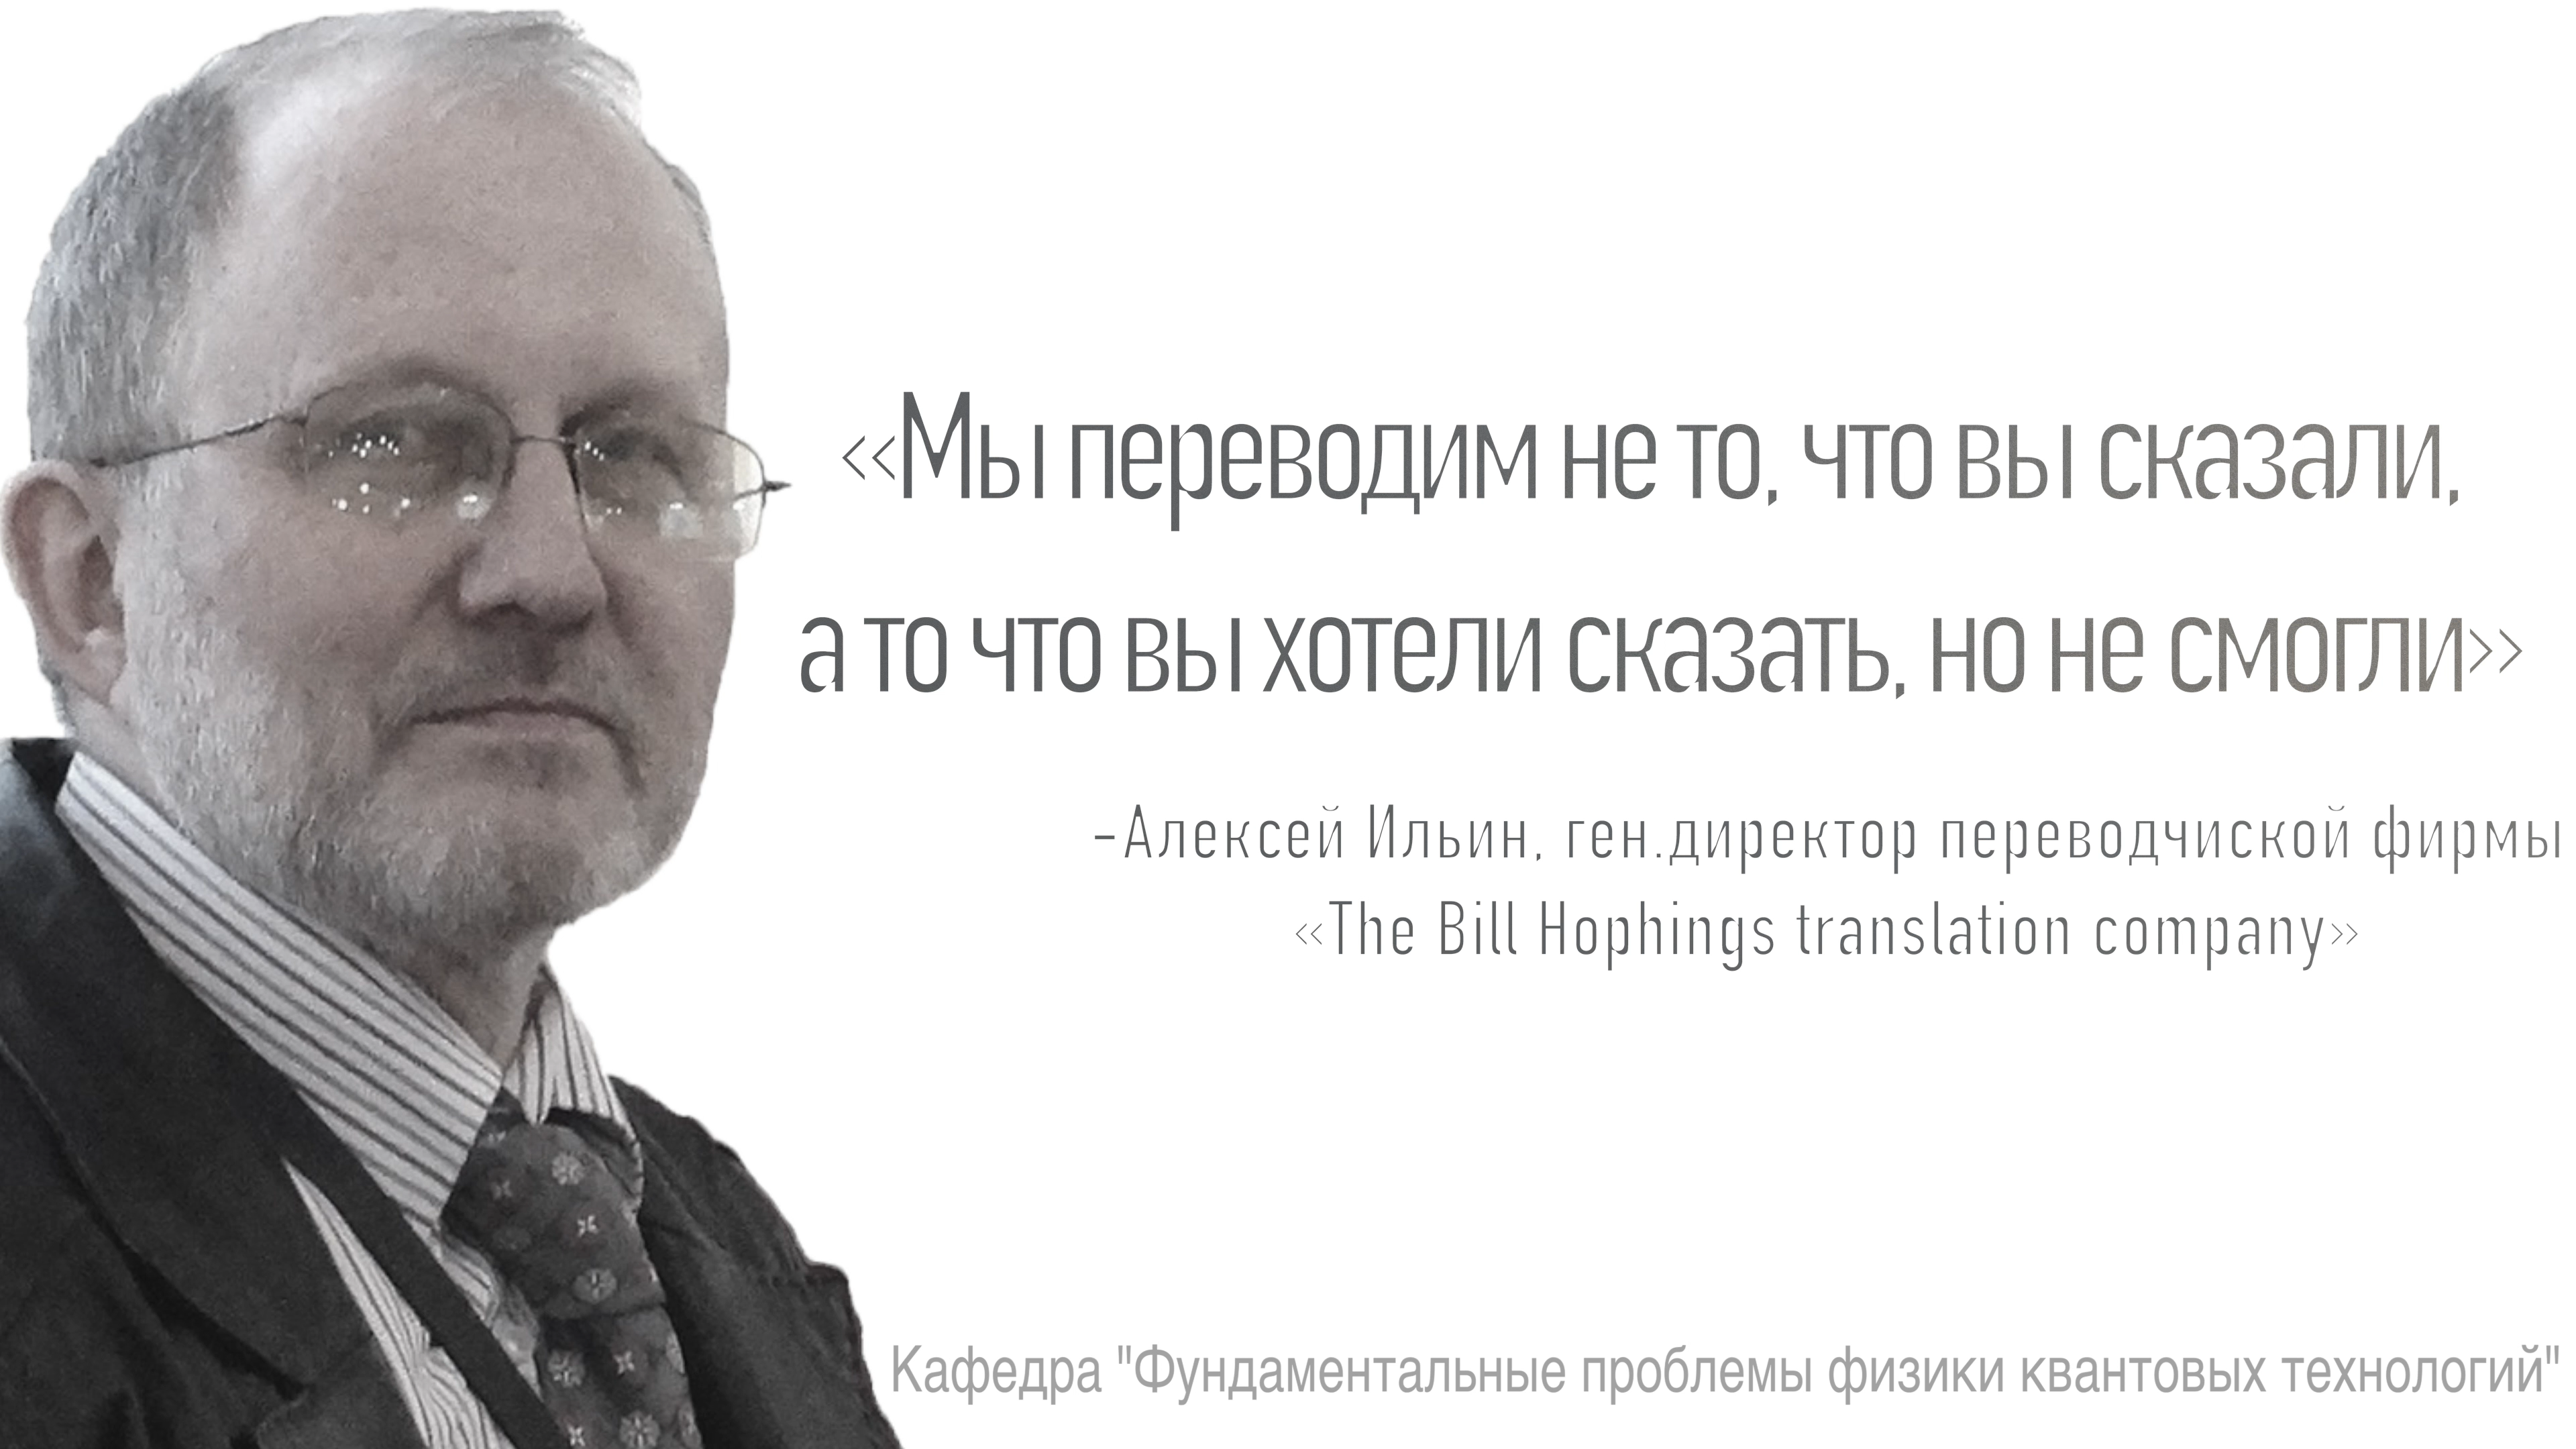 «Мы переводим не то, что вы сказали,
а то что вы хотели сказать, но не смогли»
–Алексей Ильин, ген.директор переводчиской фирмы
«The Bill Hophings translation company»
Кафедра "Фундаментальные проблемы физики квантовых технологий"